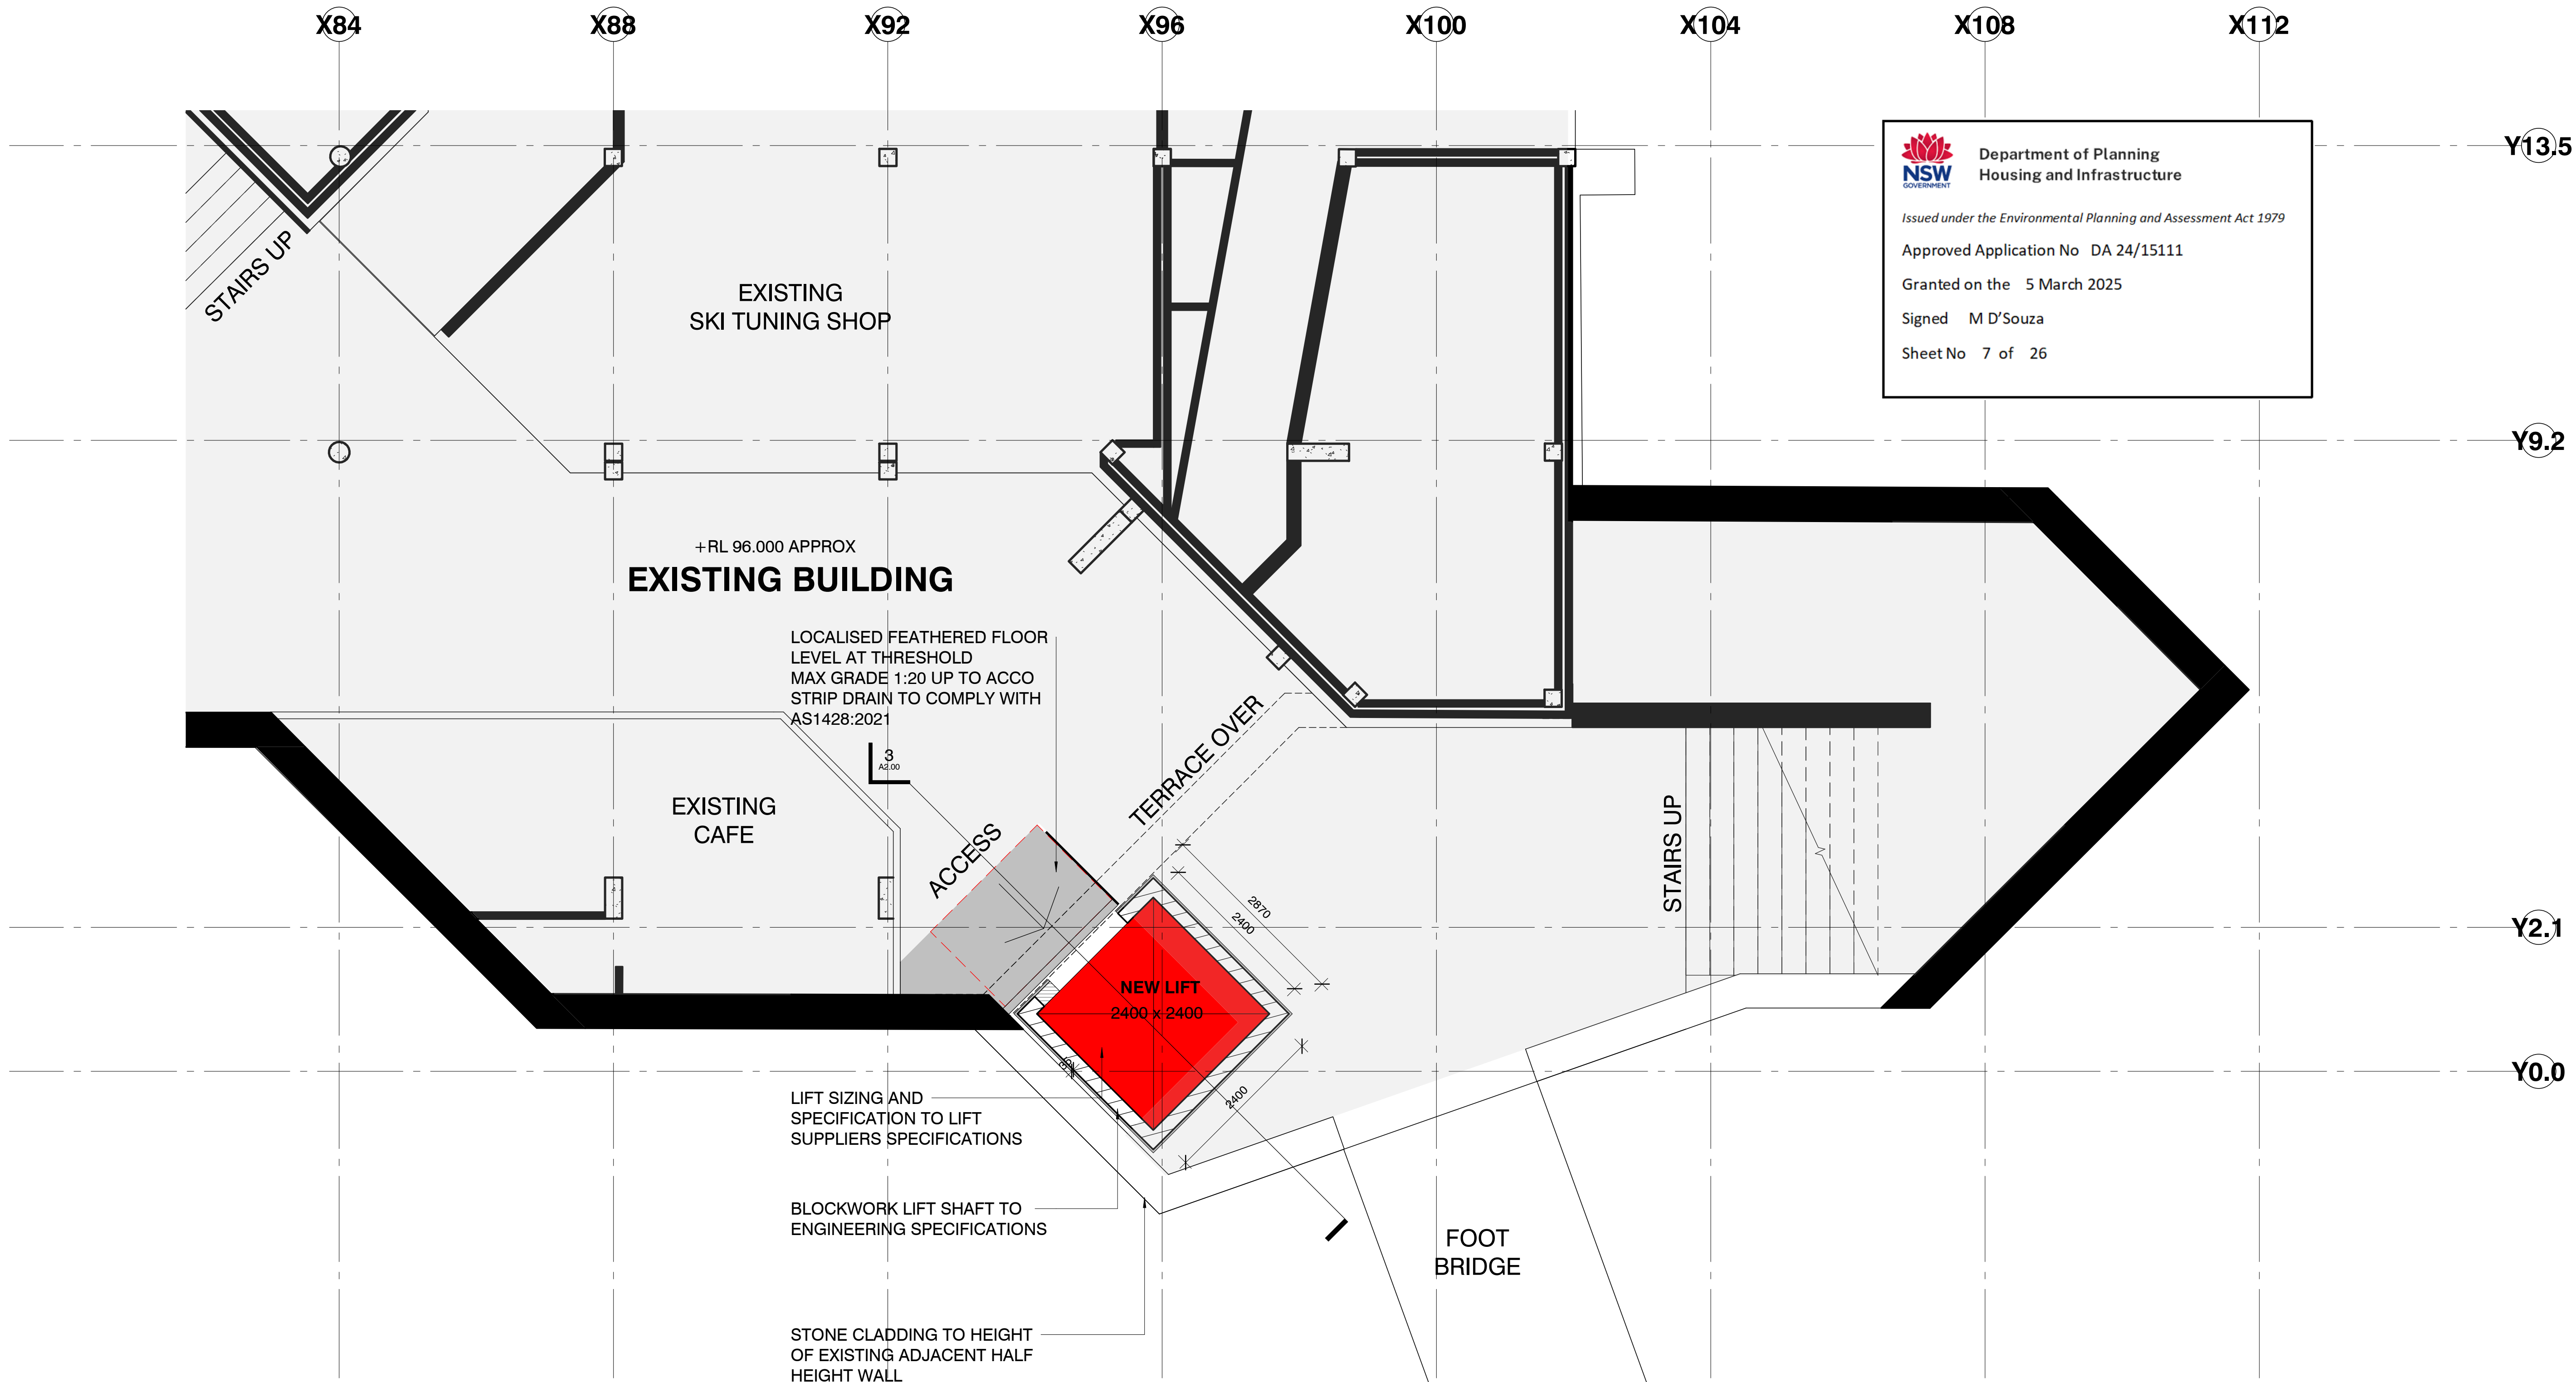 X84
X88
X92
X96
X100
X104
X108
X112
Y13.5
Y9.2
Y2.1
Y0.0
NSW
GOVERNMENT
Department of Planning
Housing and Infrastructure
Issued under the Environmental Planning and Assessment Act 1979
Approved Application No DA 24/15111
Granted on the 5 March 2025
Signed M D'Souza
Sheet No 7 of 26
STAIRS UP
EXISTING
SKI TUNING SHOP
+RL 96.000 APPROX
EXISTING BUILDING
LOCALISED FEATHERED FLOOR
LEVEL AT THRESHOLD
MAX GRADE 1:20 UP TO ACCO
STRIP DRAIN TO COMPLY WITH
AS1428:2021
3
A2.00
EXISTING
CAFE
ACCESS
TERRACE OVER
STAIRS UP
2870
2400
NEW LIFT
2400 x 2400
2400
LIFT SIZING AND
SPECIFICATION TO LIFT
SUPPLIERS SPECIFICATIONS
BLOCKWORK LIFT SHAFT TO
ENGINEERING SPECIFICATIONS
FOOT
BRIDGE
STONE CLADDING TO HEIGHT
OF EXISTING ADJACENT HALF
HEIGHT WALL